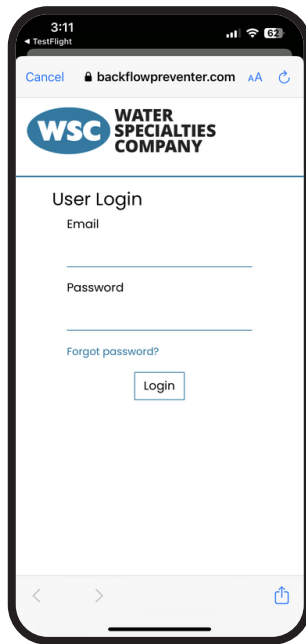 3:11
62
◀ TestFlight
Cancel
backflowpreventer.com
AA
WSC
WATER
SPECIALTIES
COMPANY
User Login
Email
Password
Forgot password?
Login